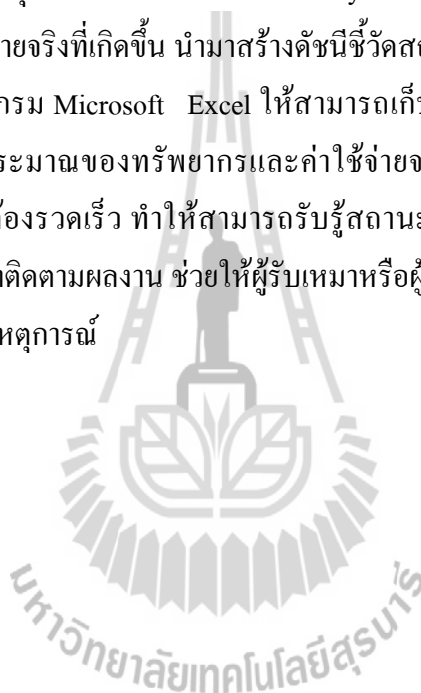 ายจริงที่เกิดขึ้น นำมาสร้างดัชนีชี้วัดสถ
กรม Microsoft Excel ให้สามารถเก็บ
ระมาณของทรัพยากรและค่าใช้จ่ายจ
้องรวดเร็ว ทำให้สามารถรับรู้สถาน
าติดตามผลงาน ช่วยให้ผู้รับเหมาหรือผู้
หตุการณ์
มหาวิทยาลัยเทคโนโลยีสุรนารี